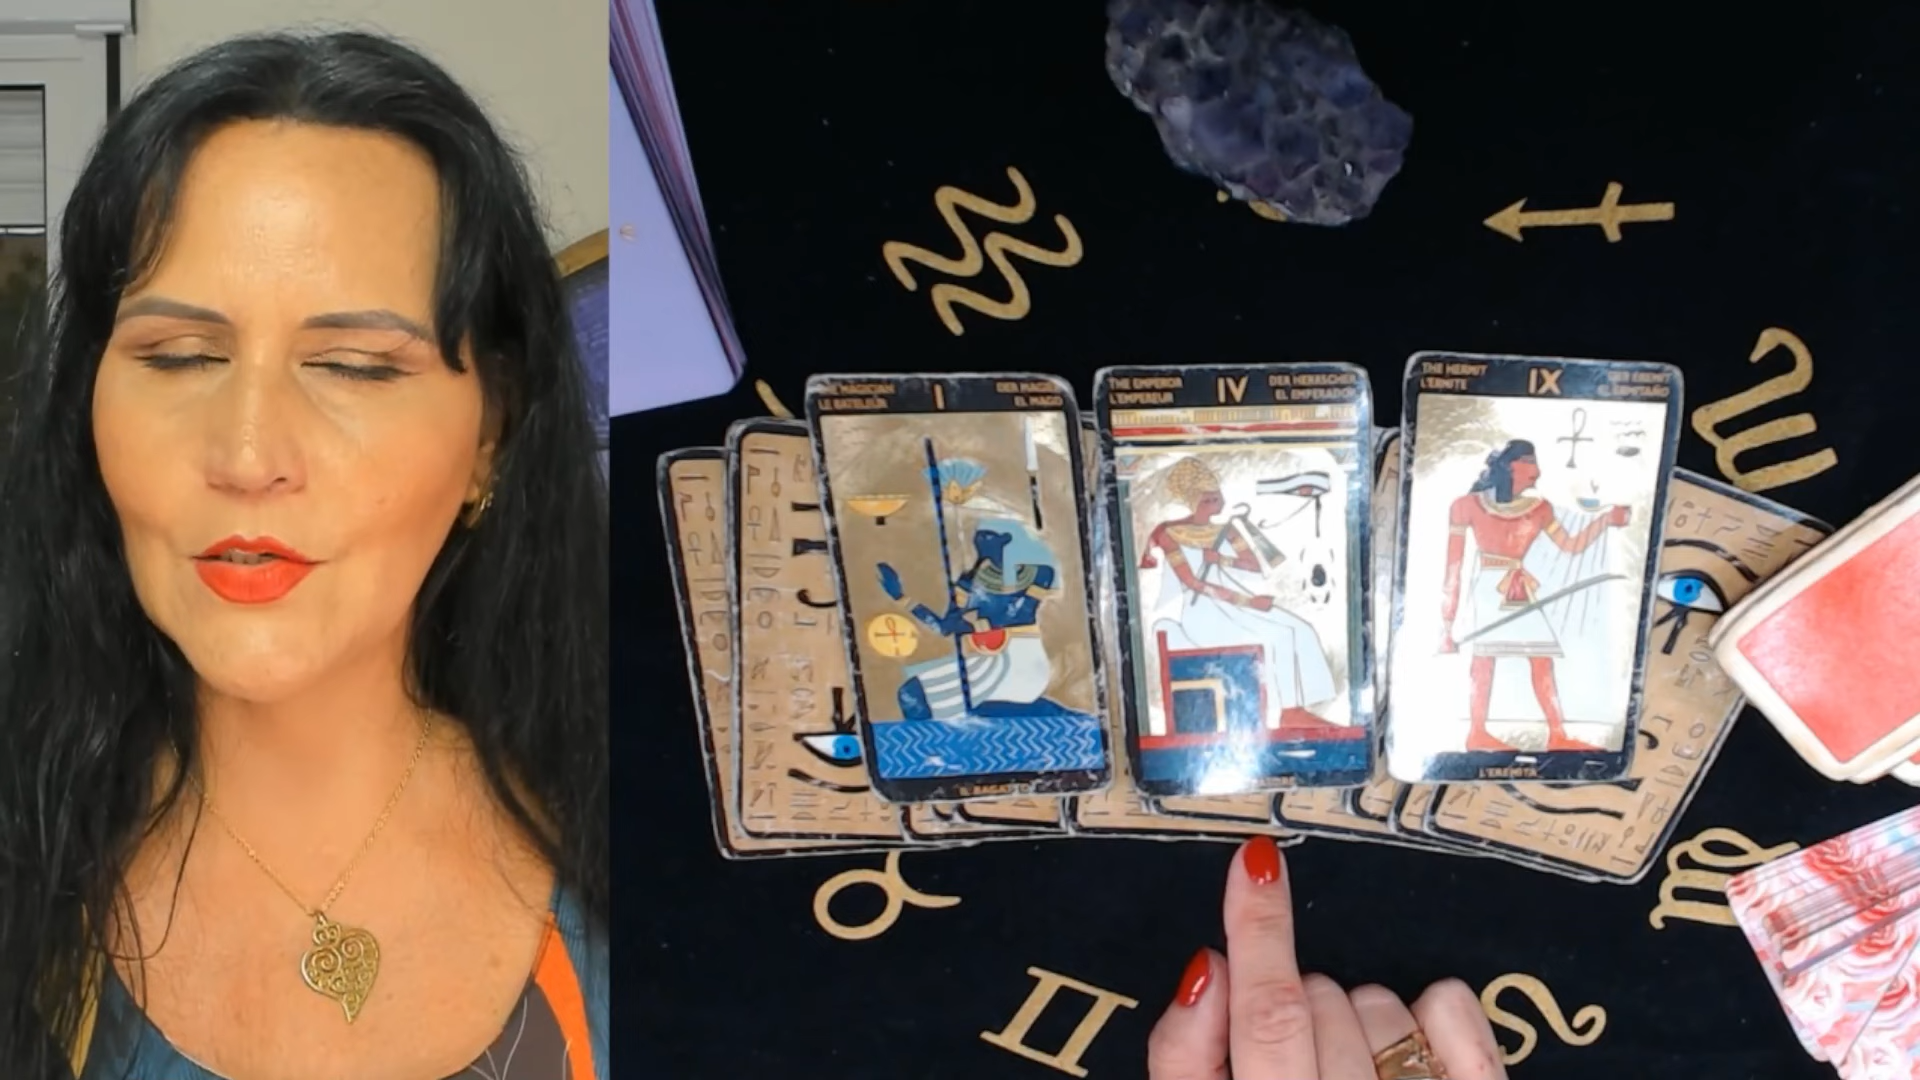 THE MAGICIAN
LE BATELEUR
I
DER MAGIER
EL MAGO
THE EMPEROR
L'EMPEREUR
IV
DER HERRSCHER
EL EMPERADOR
THE HERMIT
L'ERMITE
IX
DER EREMIT
EL ERMITAÑO
L'EREMITA